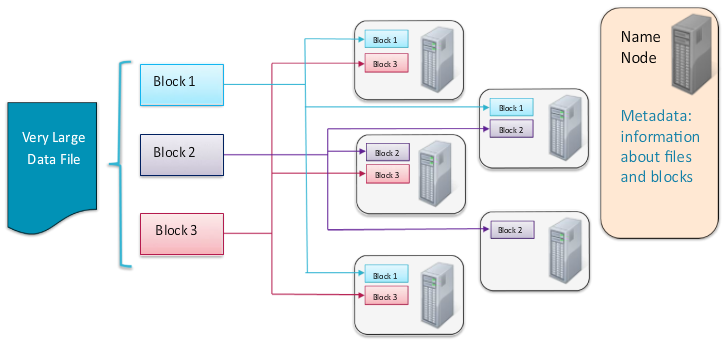 Very Large
Data File
Block 1
Block 2
Block 3
Block 1
Block 3
Block 1
Block 2
Block 2
Block 3
Block 2
Block 1
Block 3
Name
Node
Metadata:
information
about files
and blocks